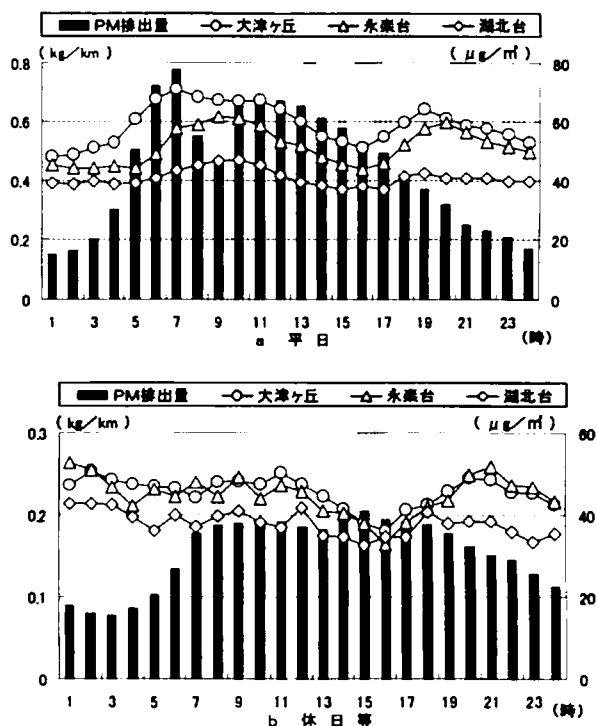 PM排出量 大津ヶ丘 永楽台 湖北台
(kg/km) (μg/㎥)
0.8 80
0.6 60
0.4 40
0.2 20
0 0
1 3 5 7 9 11 13 15 17 19 21 23
a 平日 (時)
PM排出量 大津ヶ丘 永楽台 湖北台
(kg/km) (μg/㎥)
0.3 60
0.2 40
0.1 20
0 0
1 3 5 7 9 11 13 15 17 19 21 23
b 休日等 (時)